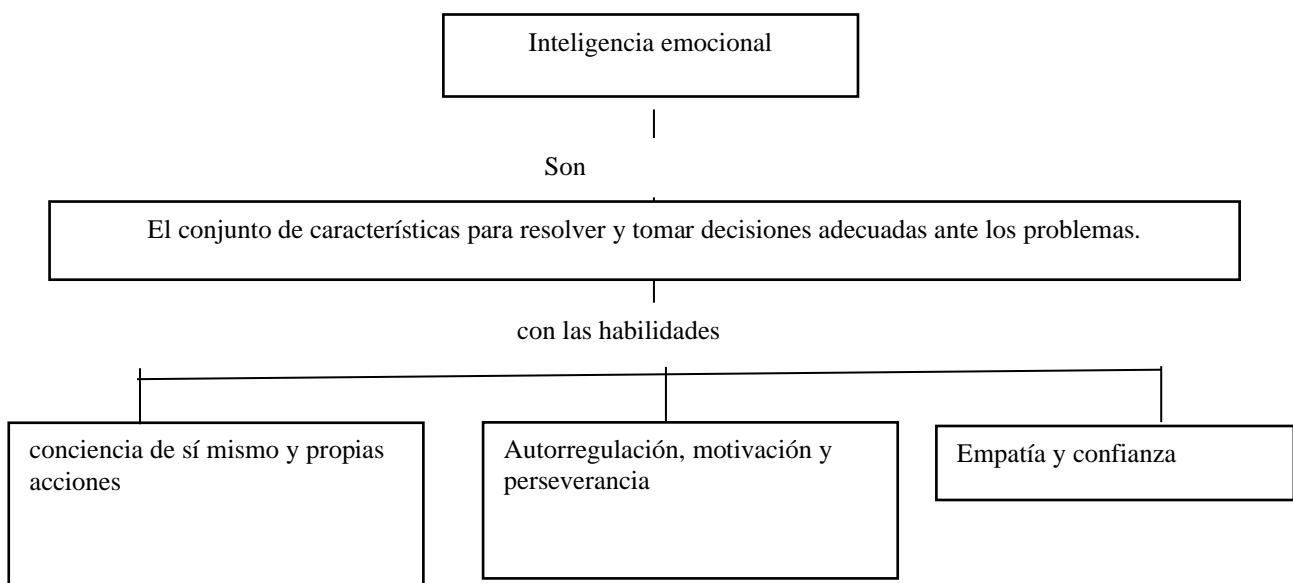 Inteligencia emocional
Son
El conjunto de características para resolver y tomar decisiones adecuadas ante los problemas.
con las habilidades
conciencia de sí mismo y propias
acciones
Autorregulación, motivación y
perseverancia
Empatía y confianza